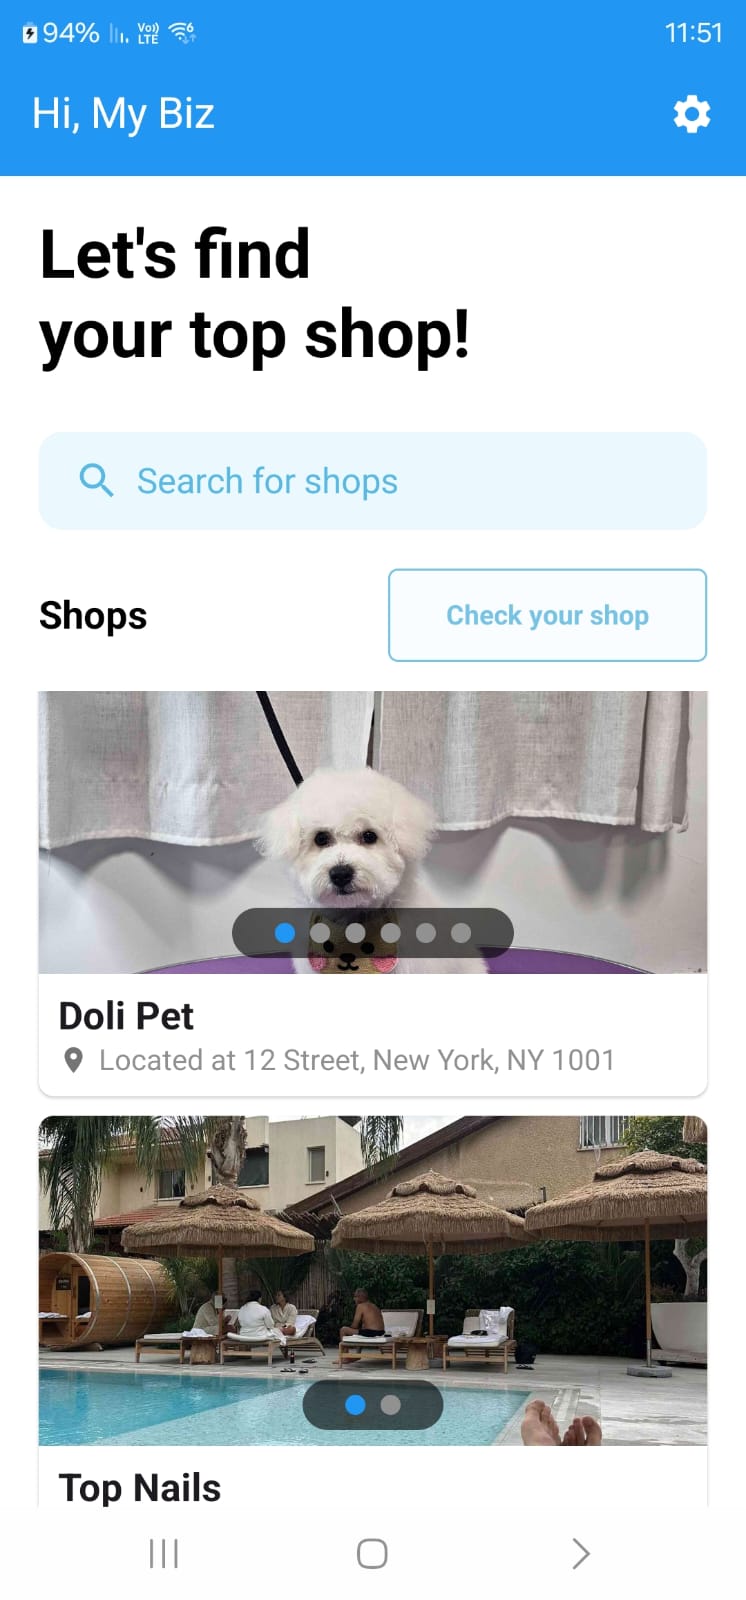 94% Vo)) LTE 6 11:51
Hi, My Biz
Let's find
your top shop!
Search for shops
Shops
Check your shop
Doli Pet
Located at 12 Street, New York, NY 1001
Top Nails